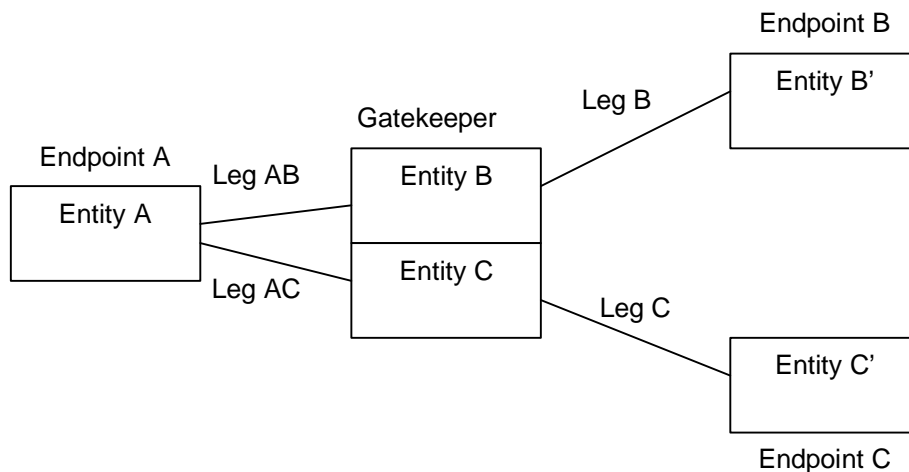 Endpoint B
Entity B’
Leg B
Gatekeeper
Endpoint A
Leg AB
Entity B
Entity A
Entity C
Leg AC
Leg C
Entity C’
Endpoint C